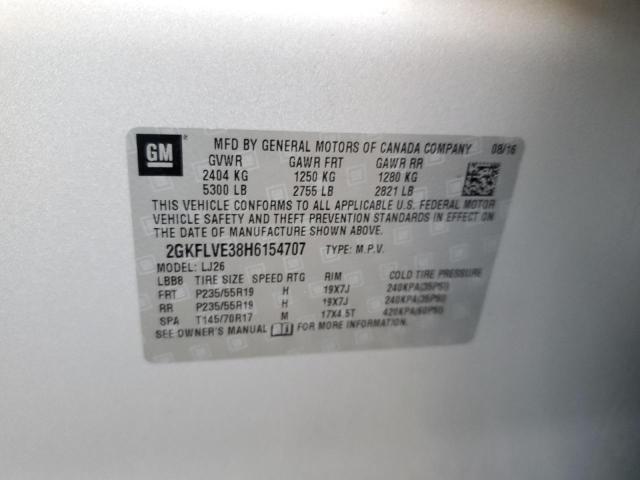 GM ®
MFD BY GENERAL MOTORS OF CANADA COMPANY 08/16
GVWR GAWR FRT GAWR RR
2404 KG 1250 KG 1280 KG
5300 LB 2755 LB 2821 LB
THIS VEHICLE CONFORMS TO ALL APPLICABLE U.S. FEDERAL MOTOR
VEHICLE SAFETY AND THEFT PREVENTION STANDARDS IN EFFECT ON
THE DATE OF MANUFACTURE SHOWN ABOVE.
2GKFLVE38H6154707 TYPE: M.P.V.
MODEL: LJ26
LBB8 TIRE SIZE SPEED RTG RIM COLD TIRE PRESSURE
FRT P235/55R19 H 19X7J 240KPA(35PSI)
RR P235/55R19 H 19X7J 240KPA(35PSI)
SPA T145/70R17 M 17X4.5T 420KPA(60PSI)
SEE OWNER'S MANUAL FOR MORE INFORMATION.